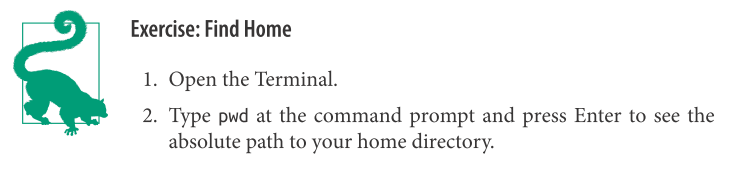 Exercise: Find Home
1. Open the Terminal.
2. Type pwd at the command prompt and press Enter to see the
absolute path to your home directory.